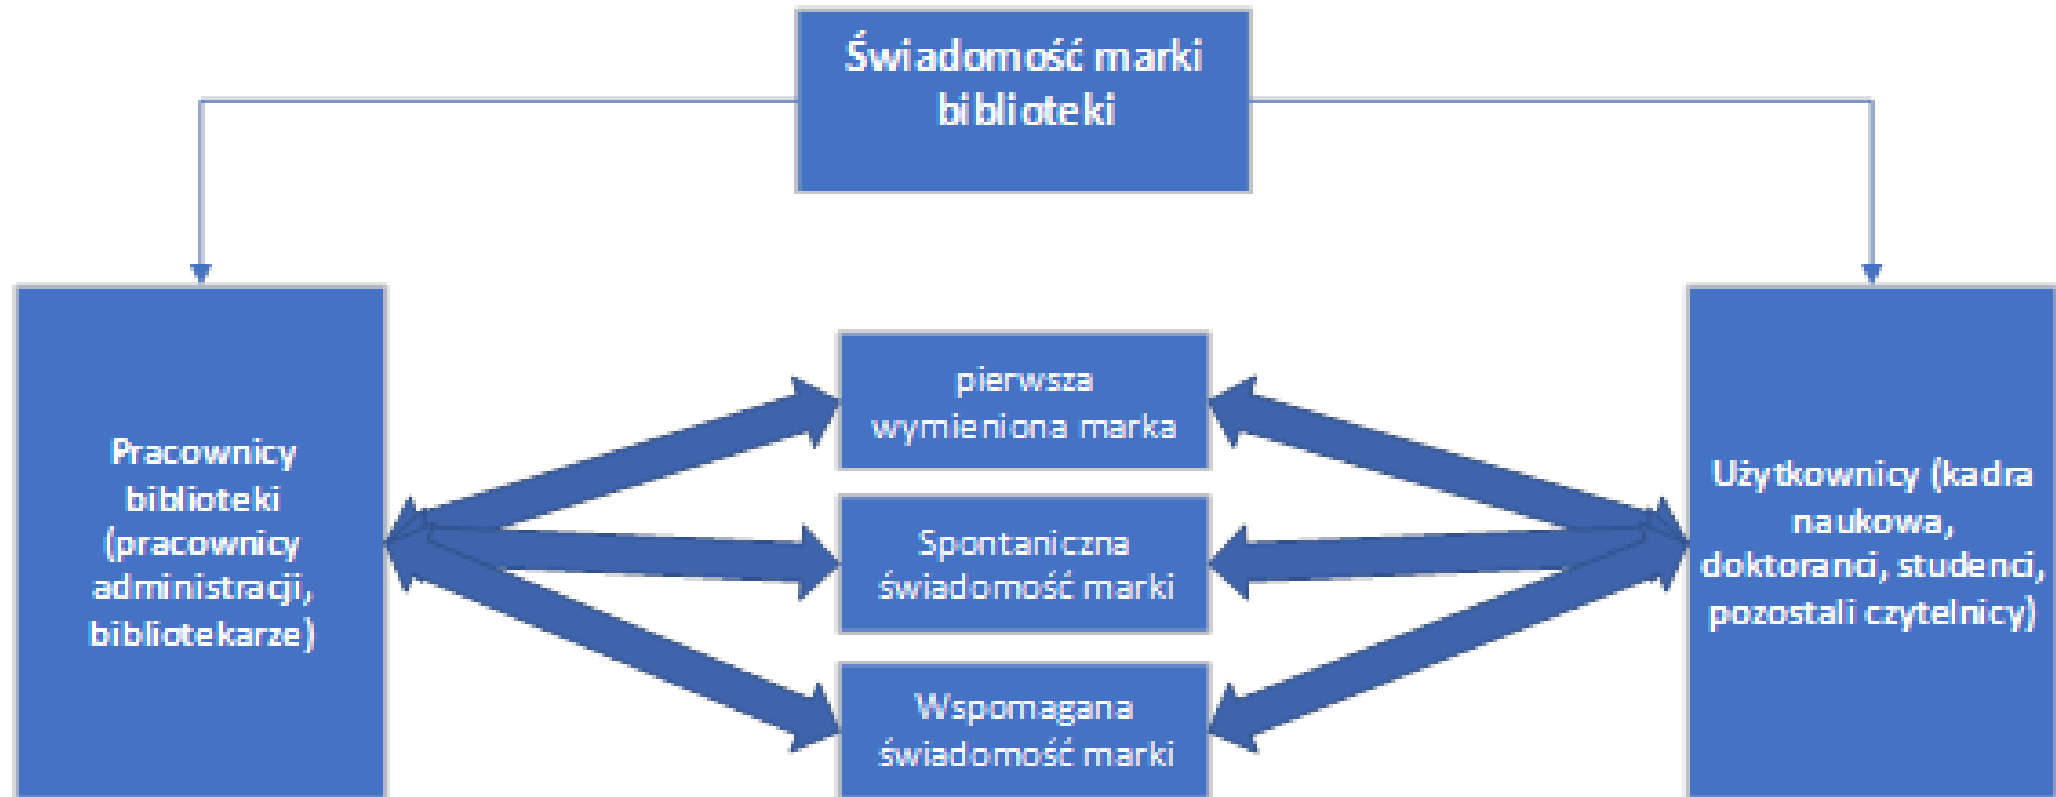 Świadomość marki
biblioteki
Pracownicy
biblioteki
(pracownicy
administracji,
bibliotekarze)
pierwsza
wymieniona marka
Spontaniczna
świadomość marki
Wspomagana
świadomość marki
Użytkownicy (kadra
naukowa,
doktoranci, studenci,
pozostali czytelnicy)